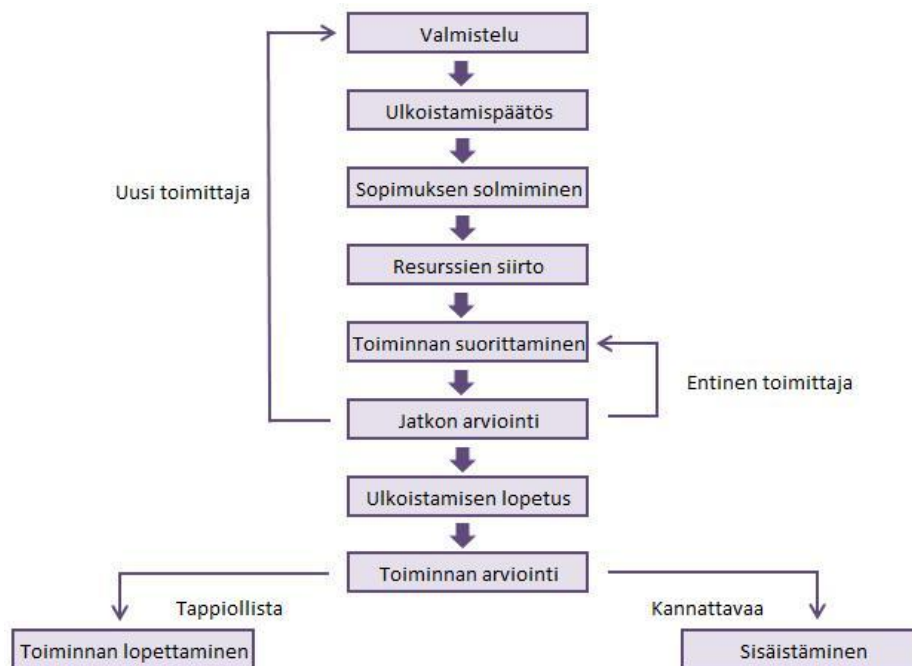 Valmistelu
Ulkoistamispäätös
Sopimuksen solmiminen
Uusi toimittaja
Resurssien siirto
Toiminnan suorittaminen
Entinen toimittaja
Jatkon arviointi
Ulkoistamisen lopetus
Toiminnan arviointi
Tappiollista
Kannattavaa
Toiminnan lopettaminen
Sisäistäminen